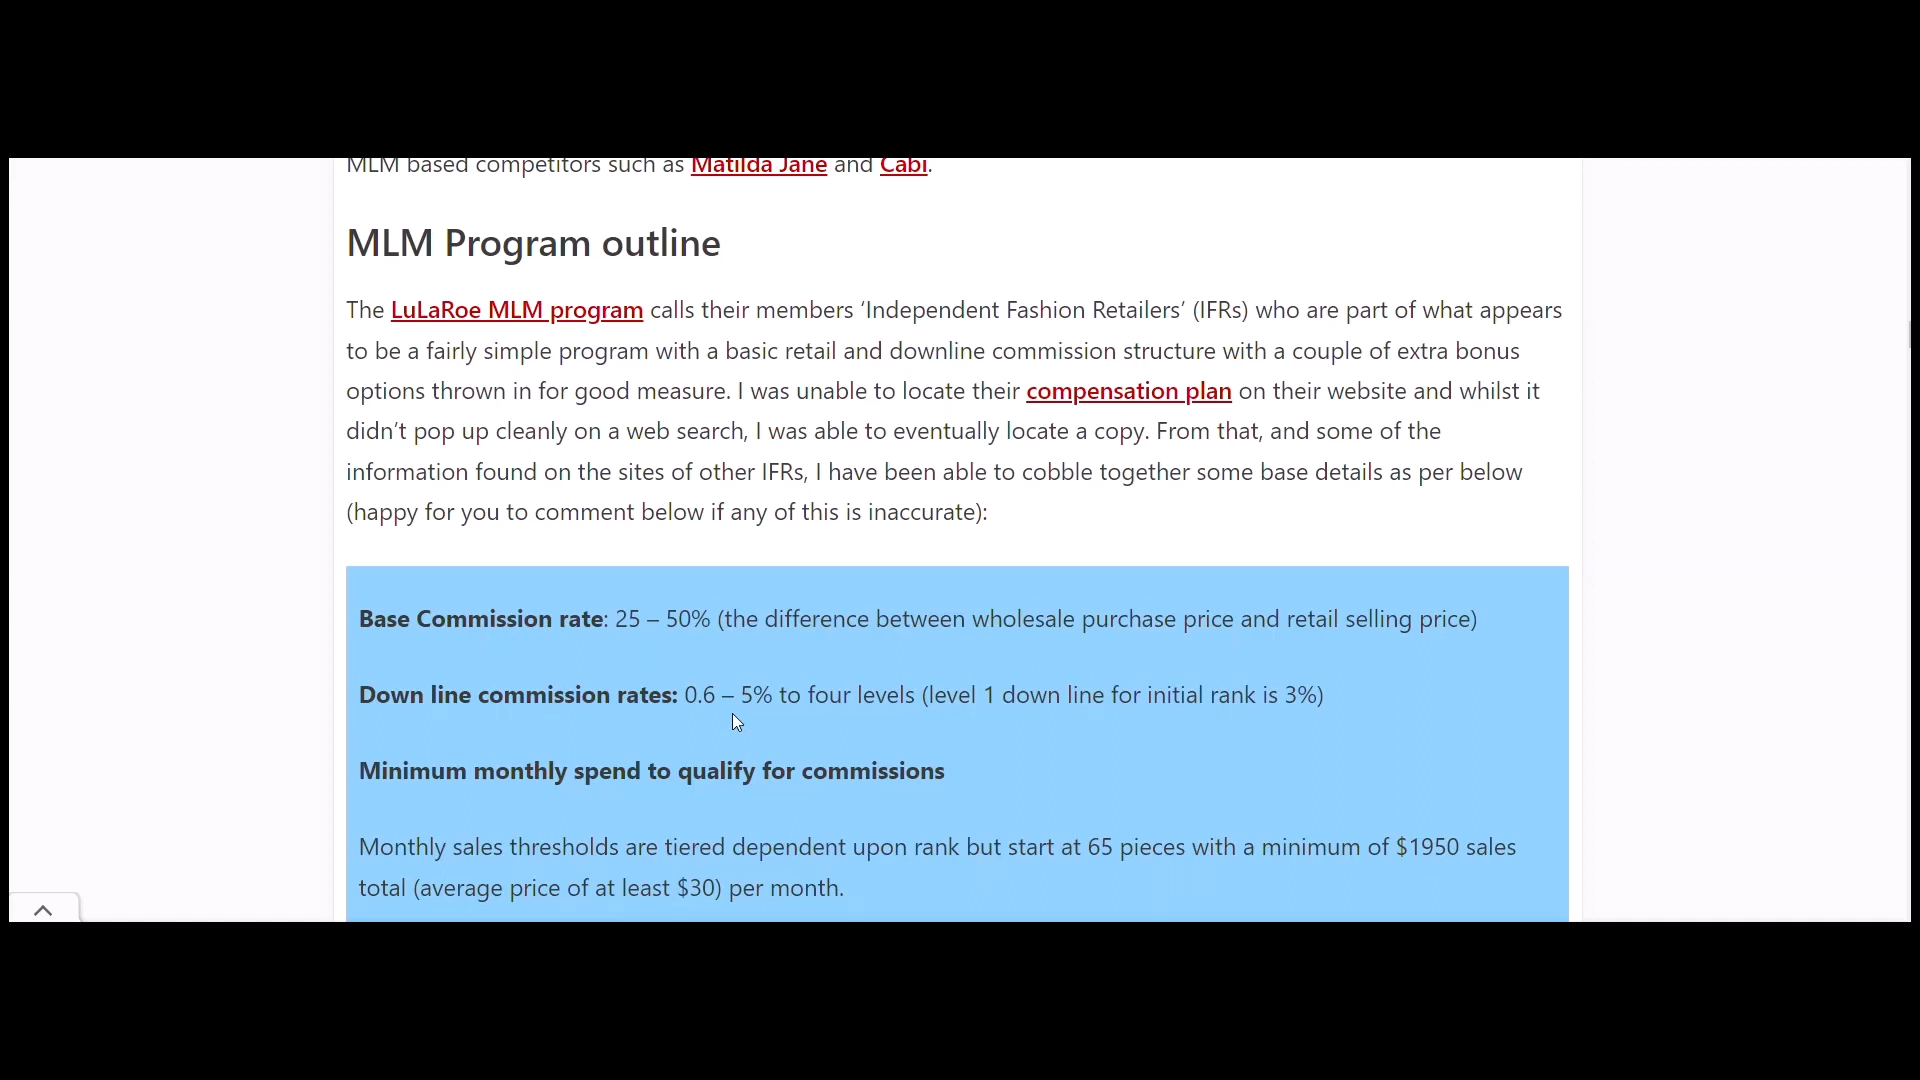 MLM based competitors such as Matilda Jane and Cabi.
MLM Program outline
The LuLaRoe MLM program calls their members ‘Independent Fashion Retailers’ (IFRs) who are part of what appears
to be a fairly simple program with a basic retail and downline commission structure with a couple of extra bonus
options thrown in for good measure. I was unable to locate their compensation plan on their website and whilst it
didn’t pop up cleanly on a web search, I was able to eventually locate a copy. From that, and some of the
information found on the sites of other IFRs, I have been able to cobble together some base details as per below
(happy for you to comment below if any of this is inaccurate):
Base Commission rate: 25 – 50% (the difference between wholesale purchase price and retail selling price)
Down line commission rates: 0.6 – 5% to four levels (level 1 down line for initial rank is 3%)
Minimum monthly spend to qualify for commissions
Monthly sales thresholds are tiered dependent upon rank but start at 65 pieces with a minimum of $1950 sales
total (average price of at least $30) per month.